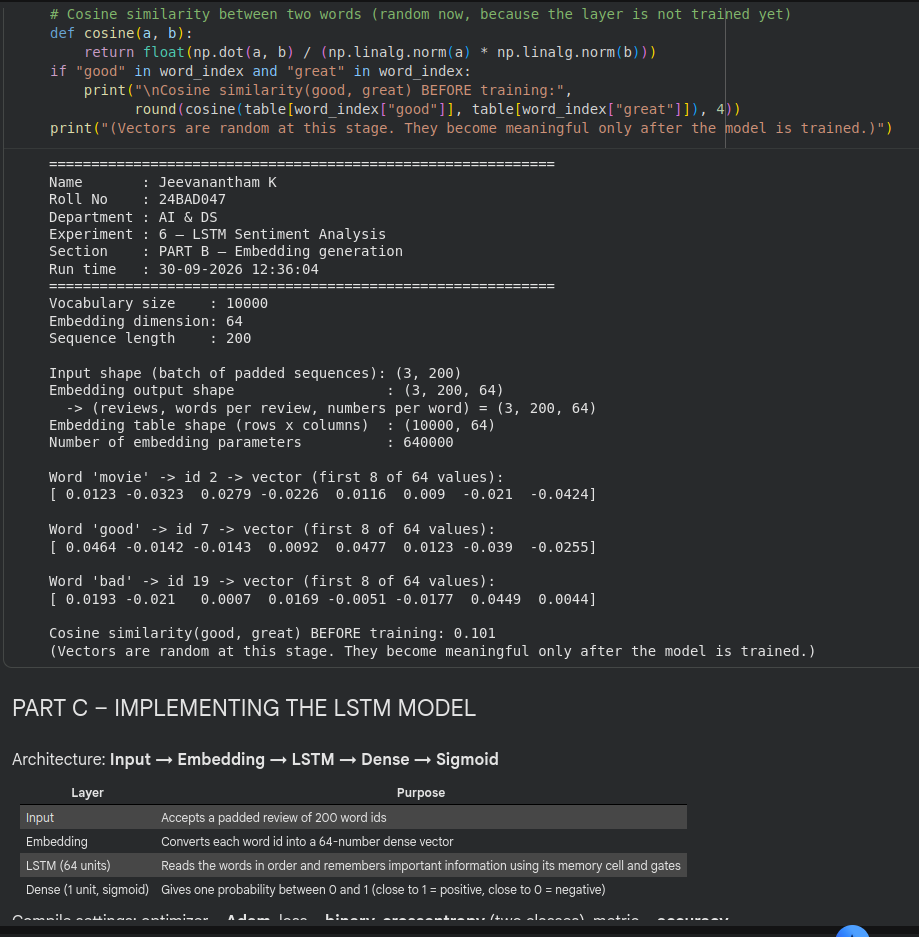 # Cosine similarity between two words (random now, because the layer is not trained yet)
def cosine(a, b):
    return float(np.dot(a, b) / (np.linalg.norm(a) * np.linalg.norm(b)))
if "good" in word_index and "great" in word_index:
    print("\nCosine similarity(good, great) BEFORE training:",
          round(cosine(table[word_index["good"]], table[word_index["great"]]), 4))
print("(Vectors are random at this stage. They become meaningful only after the model is trained.)")
============================================================
Name       : Jeevanantham K
Roll No    : 24BAD047
Department : AI & DS
Experiment : 6 – LSTM Sentiment Analysis
Section    : PART B – Embedding generation
Run time   : 30-09-2026 12:36:04
============================================================
Vocabulary size    : 10000
Embedding dimension: 64
Sequence length    : 200
Input shape (batch of padded sequences): (3, 200)
Embedding output shape                  : (3, 200, 64)
  -> (reviews, words per review, numbers per word) = (3, 200, 64)
Embedding table shape (rows x columns)  : (10000, 64)
Number of embedding parameters          : 640000
Word 'movie' -> id 2 -> vector (first 8 of 64 values):
[ 0.0123 -0.0323  0.0279 -0.0226  0.0116  0.009  -0.021  -0.0424]
Word 'good' -> id 7 -> vector (first 8 of 64 values):
[ 0.0464 -0.0142 -0.0143  0.0092  0.0477  0.0123 -0.039  -0.0255]
Word 'bad' -> id 19 -> vector (first 8 of 64 values):
[ 0.0193 -0.021   0.0007  0.0169 -0.0051 -0.0177  0.0449  0.0044]
Cosine similarity(good, great) BEFORE training: 0.101
(Vectors are random at this stage. They become meaningful only after the model is trained.)
PART C – IMPLEMENTING THE LSTM MODEL
Architecture: Input → Embedding → LSTM → Dense → Sigmoid
Layer Purpose
Input Accepts a padded review of 200 word ids
Embedding Converts each word id into a 64-number dense vector
LSTM (64 units) Reads the words in order and remembers important information using its memory cell and gates
Dense (1 unit, sigmoid) Gives one probability between 0 and 1 (close to 1 = positive, close to 0 = negative)
Compile settings: optimizer = Adam, loss = binary_crossentropy (two classes), metric = accuracy